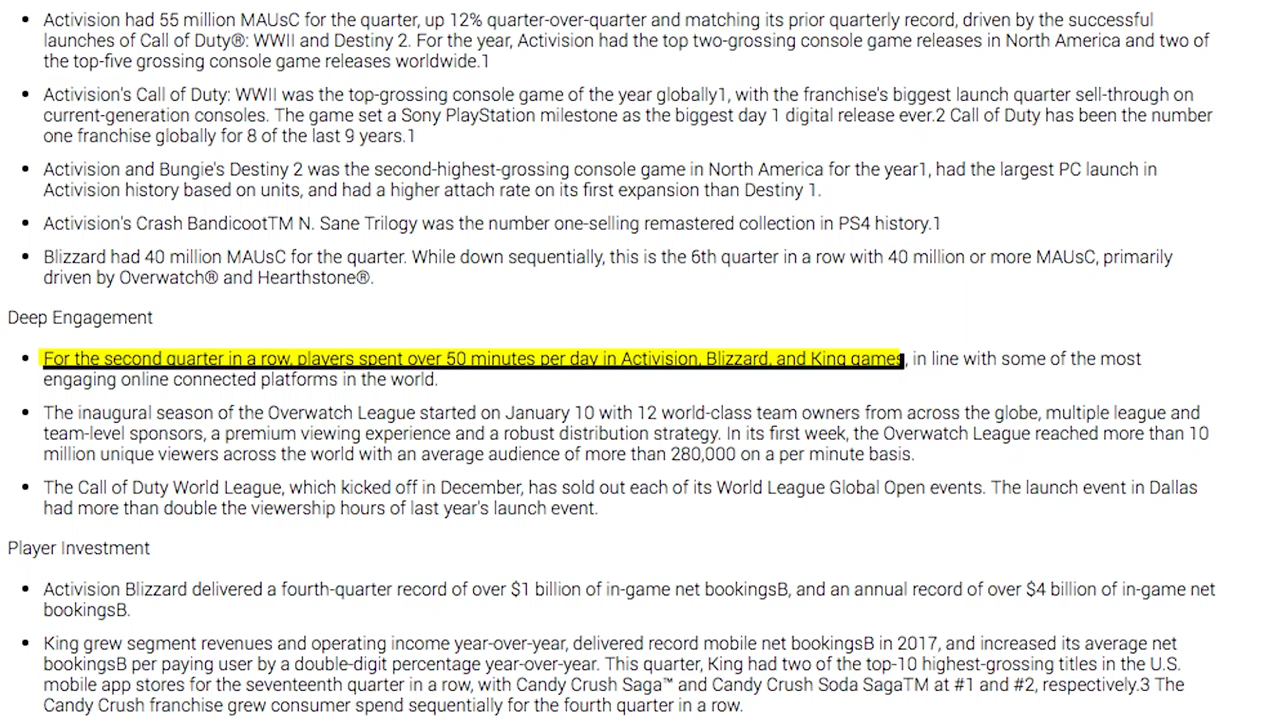 • Activision had 55 million MAUsC for the quarter, up 12% quarter-over-quarter and matching its prior quarterly record, driven by the successful
launches of Call of Duty®: WWII and Destiny 2. For the year, Activision had the top two-grossing console game releases in North America and two of
the top-five grossing console game releases worldwide.1
• Activision's Call of Duty: WWII was the top-grossing console game of the year globally1, with the franchise's biggest launch quarter sell-through on
current-generation consoles. The game set a Sony PlayStation milestone as the biggest day 1 digital release ever.2 Call of Duty has been the number
one franchise globally for 8 of the last 9 years.1
• Activision and Bungie's Destiny 2 was the second-highest-grossing console game in North America for the year1, had the largest PC launch in
Activision history based on units, and had a higher attach rate on its first expansion than Destiny 1.
• Activision's Crash BandicootTM N. Sane Trilogy was the number one-selling remastered collection in PS4 history.1
• Blizzard had 40 million MAUsC for the quarter. While down sequentially, this is the 6th quarter in a row with 40 million or more MAUsC, primarily
driven by Overwatch® and Hearthstone®.
Deep Engagement
• For the second quarter in a row, players spent over 50 minutes per day in Activision, Blizzard, and King games, in line with some of the most
engaging online connected platforms in the world.
• The inaugural season of the Overwatch League started on January 10 with 12 world-class team owners from across the globe, multiple league and
team-level sponsors, a premium viewing experience and a robust distribution strategy. In its first week, the Overwatch League reached more than 10
million unique viewers across the world with an average audience of more than 280,000 on a per minute basis.
• The Call of Duty World League, which kicked off in December, has sold out each of its World League Global Open events. The launch event in Dallas
had more than double the viewership hours of last year's launch event.
Player Investment
• Activision Blizzard delivered a fourth-quarter record of over $1 billion of in-game net bookingsB, and an annual record of over $4 billion of in-game net
bookingsB.
• King grew segment revenues and operating income year-over-year, delivered record mobile net bookingsB in 2017, and increased its average net
bookingsB per paying user by a double-digit percentage year-over-year. This quarter, King had two of the top-10 highest-grossing titles in the U.S.
mobile app stores for the seventeenth quarter in a row, with Candy Crush Saga™ and Candy Crush Soda SagaTM at #1 and #2, respectively.3 The
Candy Crush franchise grew consumer spend sequentially for the fourth quarter in a row.